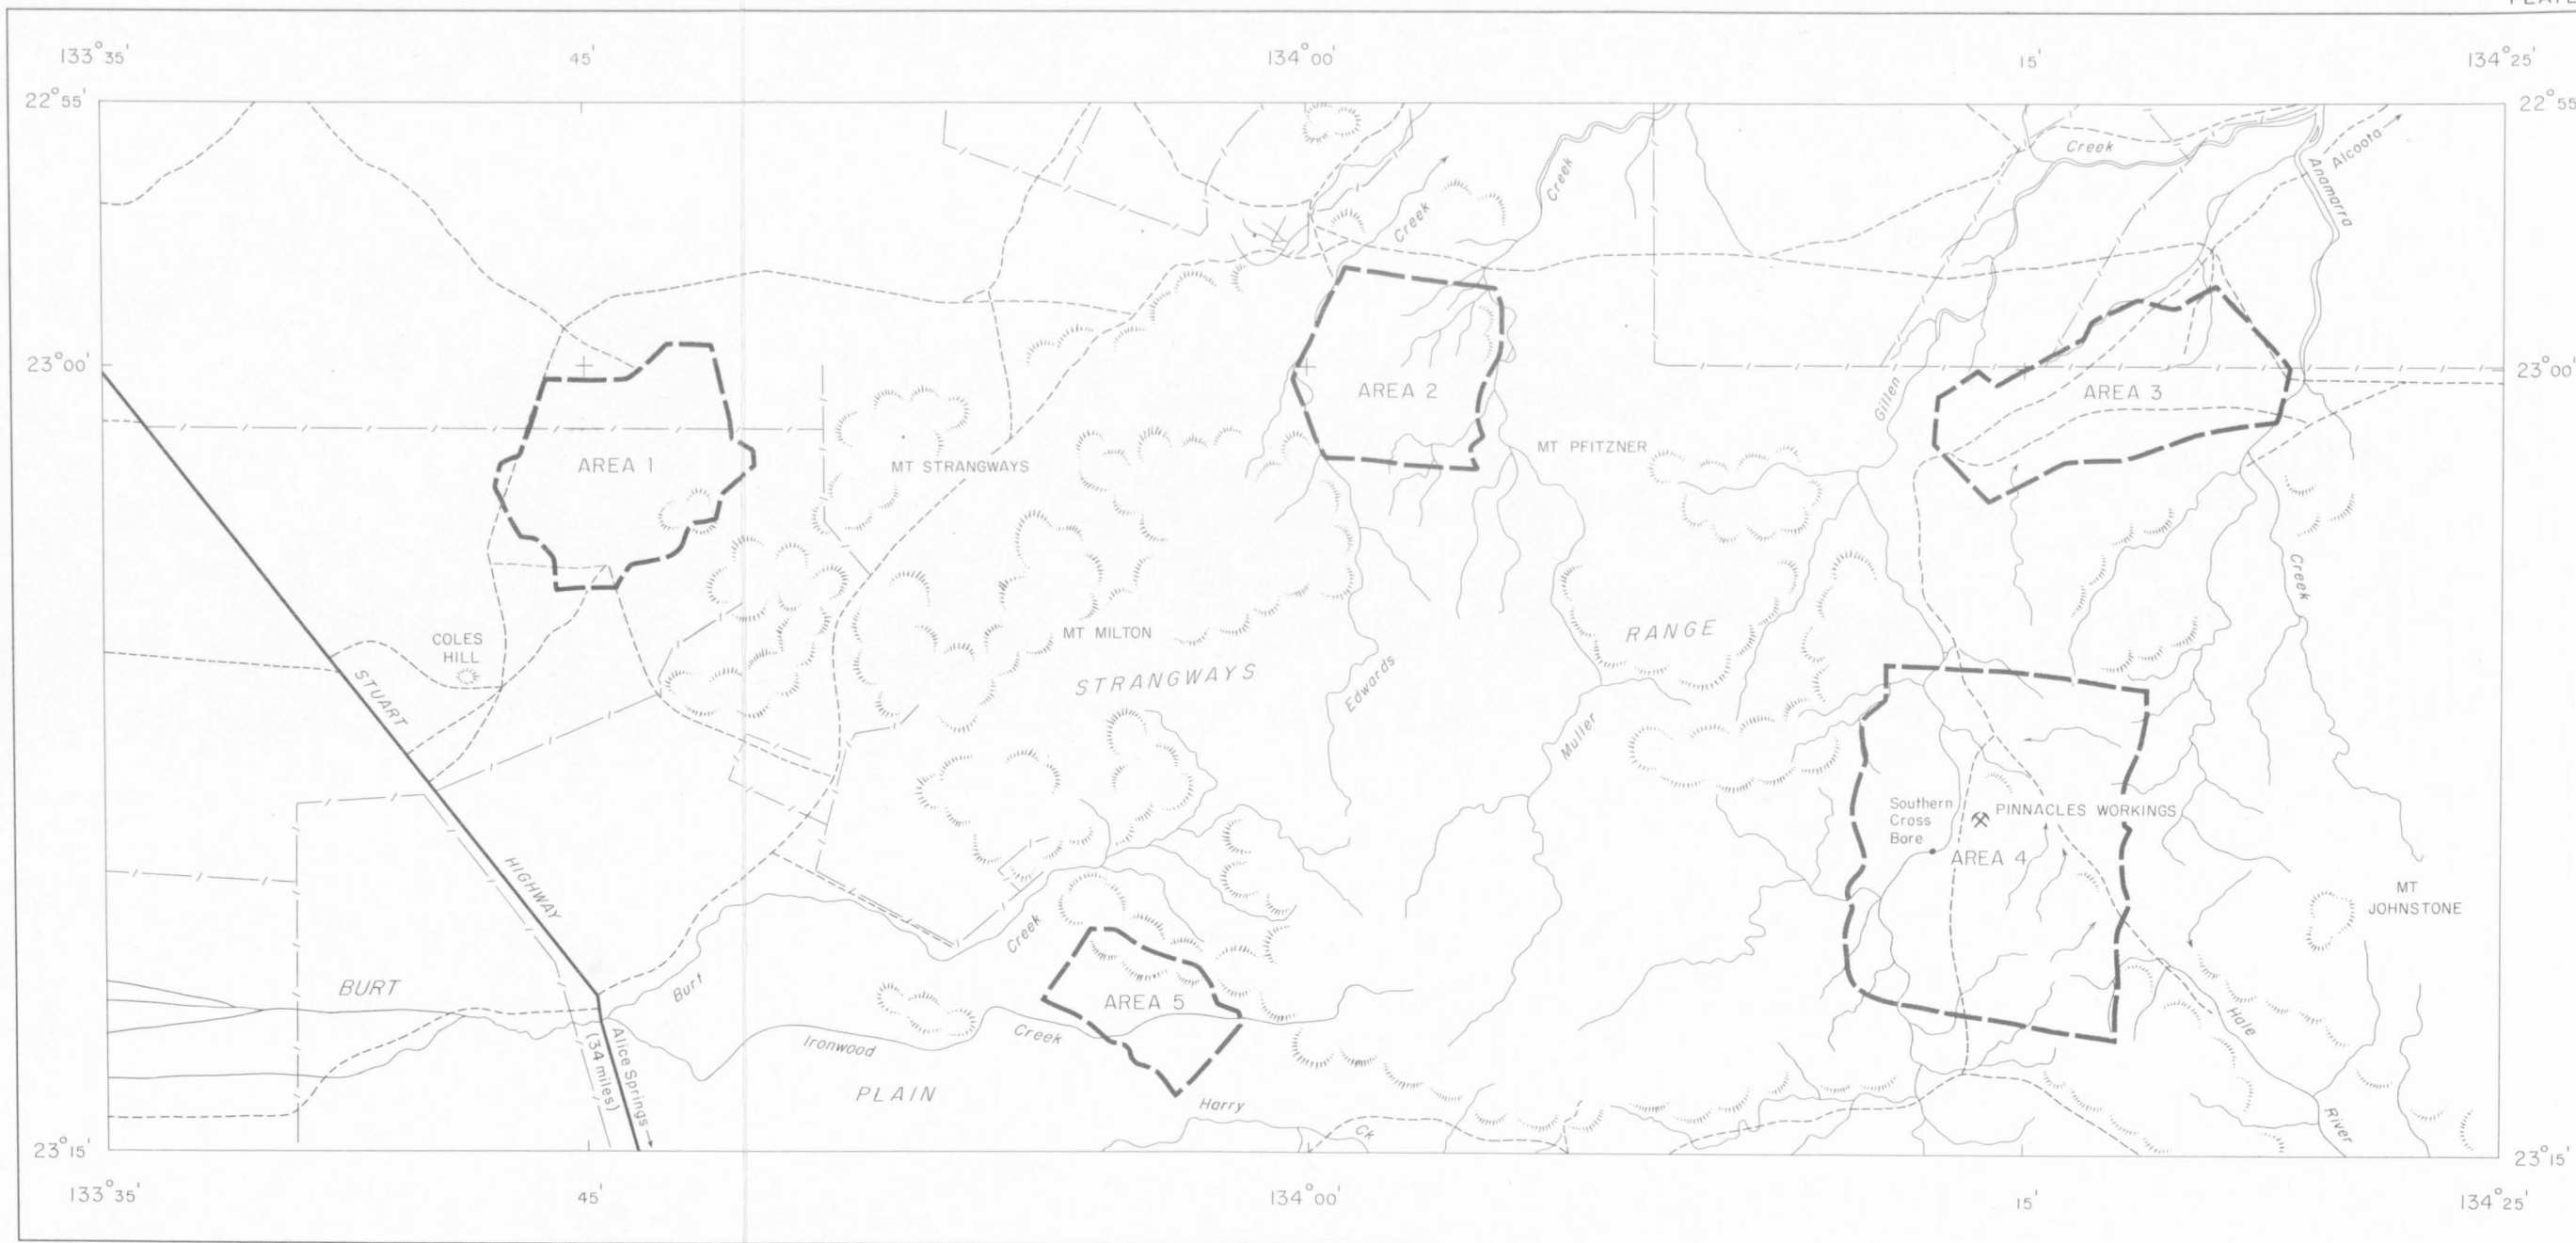 133°35'
45'
134°00'
15'
134°25'
22°55'
22°55'
Creek
Creek
Creek
Alcoota
Anamarra
23°00'
23°00'
AREA 1
AREA 2
AREA 3
Gillen
MT STRANGWAYS
MT PFITZNER
Creek
COLES
HILL
MT MILTON
RANGE
STRANGWAYS
Edwards
STUART
Muller
Southern
Cross
Bore
PINNACLES WORKINGS
AREA 4
HIGHWAY
MT
JOHNSTONE
Creek
BURT
Burt
AREA 5
Hale
Ironwood
Creek
Alice Springs
(34 miles)
PLAIN
Harry
Ck
River
23°15'
23°15'
133°35'
45'
134°00'
15'
134°25'